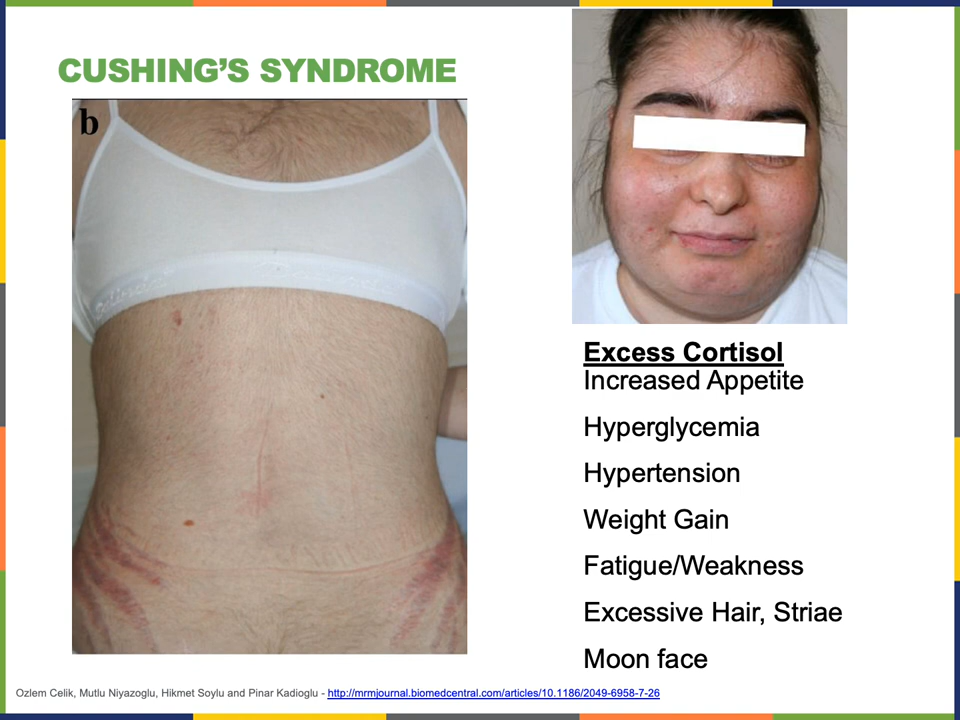 CUSHING’S SYNDROME
b
Excess Cortisol
Increased Appetite
Hyperglycemia
Hypertension
Weight Gain
Fatigue/Weakness
Excessive Hair, Striae
Moon face
Ozlem Celik, Mutlu Niyazoglu, Hikmet Soylu and Pinar Kadioglu - http://mrmjournal.biomedcentral.com/articles/10.1186/2049-6958-7-26